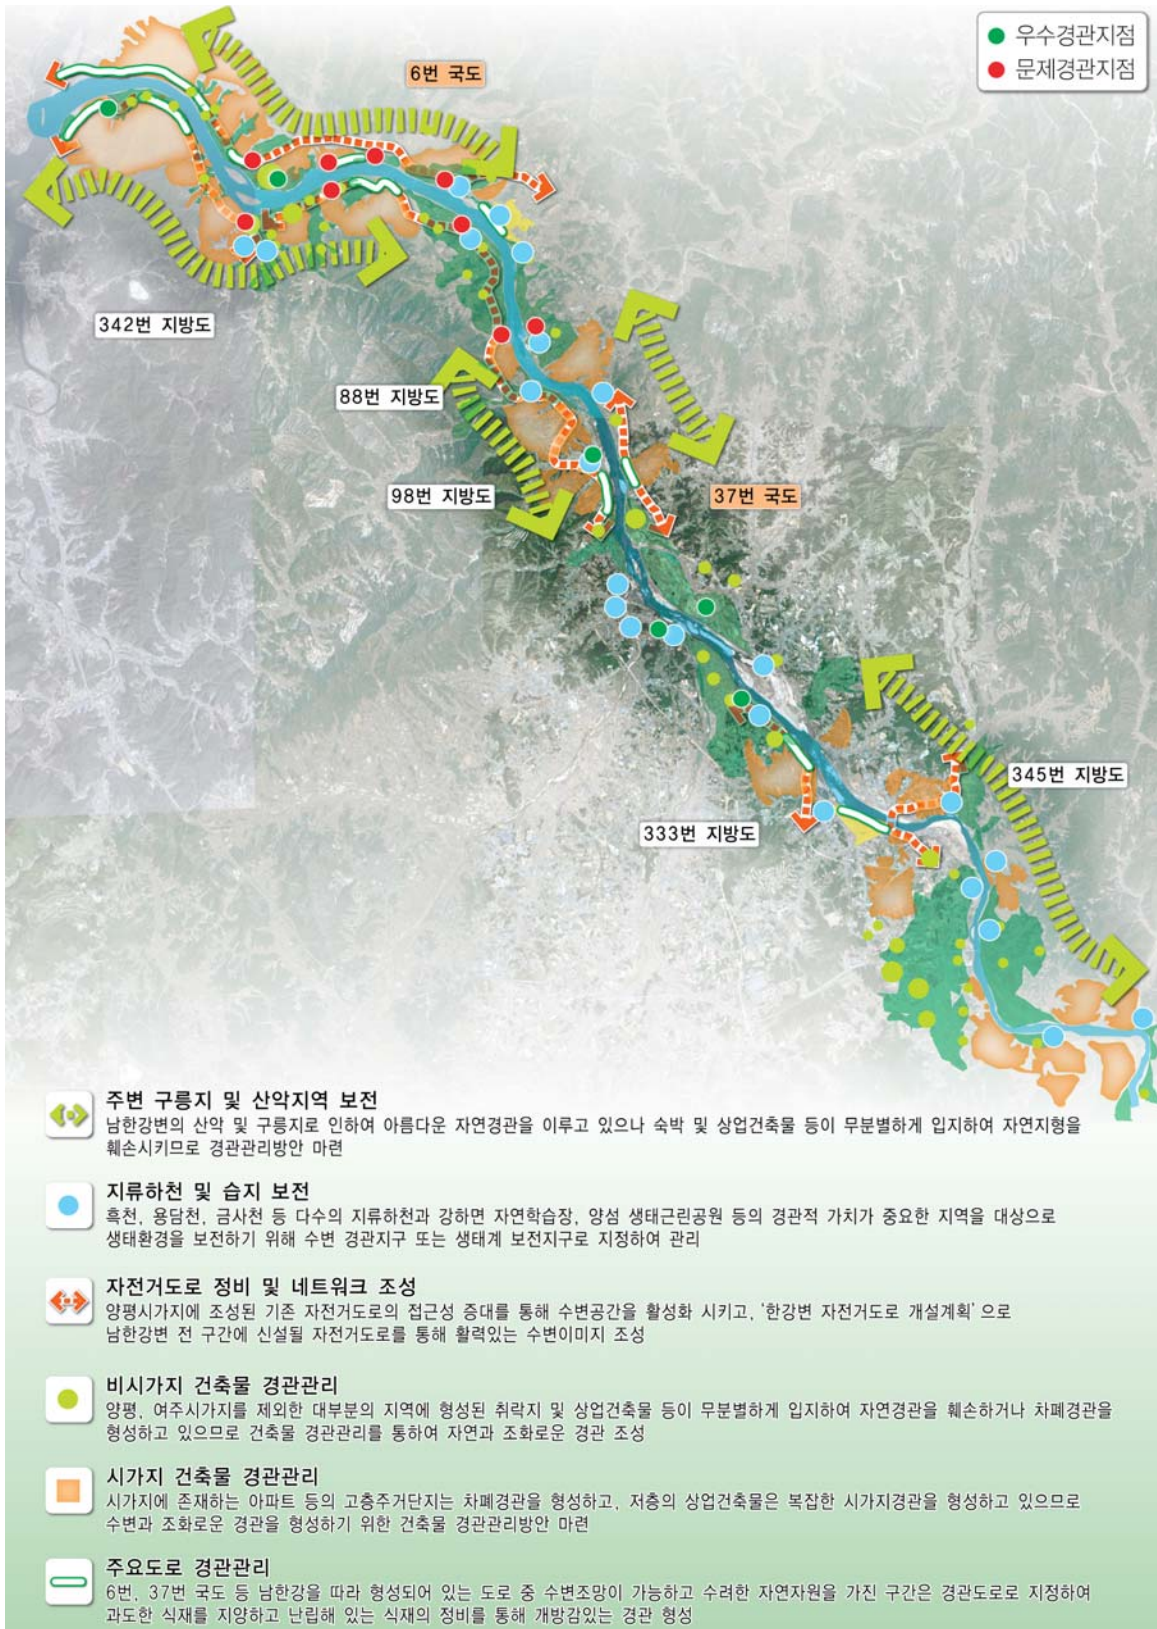 우수경관지점
문제경관지점
6번 국도
342번 지방도
88번 지방도
98번 지방도
37번 국도
345번 지방도
333번 지방도
주변 구릉지 및 산악지역 보전
남한강변의 산악 및 구릉지로 인하여 아름다운 자연경관을 이루고 있으나 숙박 및 상업건축물 등이 무분별하게 입지하여 자연지형을
훼손시키므로 경관관리방안 마련
지류하천 및 습지 보전
흑천, 용담천, 금사천 등 다수의 지류하천과 강하면 자연학습장, 양섬 생태근린공원 등의 경관적 가치가 중요한 지역을 대상으로
생태환경을 보전하기 위해 수변 경관지구 또는 생태계 보전지구로 지정하여 관리
자전거도로 정비 및 네트워크 조성
양평시가지에 조성된 기존 자전거도로의 접근성 증대를 통해 수변공간을 활성화 시키고, '한강변 자전거도로 개설계획' 으로
남한강변 전 구간에 신설될 자전거도로를 통해 활력있는 수변이미지 조성
비시가지 건축물 경관관리
양평, 여주시가지를 제외한 대부분의 지역에 형성된 취락지 및 상업건축물 등이 무분별하게 입지하여 자연경관을 훼손하거나 차폐경관을
형성하고 있으므로 건축물 경관관리를 통하여 자연과 조화로운 경관 조성
시가지 건축물 경관관리
시가지에 존재하는 아파트 등의 고층주거단지는 차폐경관을 형성하고, 저층의 상업건축물은 복잡한 시가지경관을 형성하고 있으므로
수변과 조화로운 경관을 형성하기 위한 건축물 경관관리방안 마련
주요도로 경관관리
6번, 37번 국도 등 남한강을 따라 형성되어 있는 도로 중 수변조망이 가능하고 수려한 자연자원을 가진 구간은 경관도로로 지정하여
과도한 식재를 지양하고 난립해 있는 식재의 정비를 통해 개방감있는 경관 형성